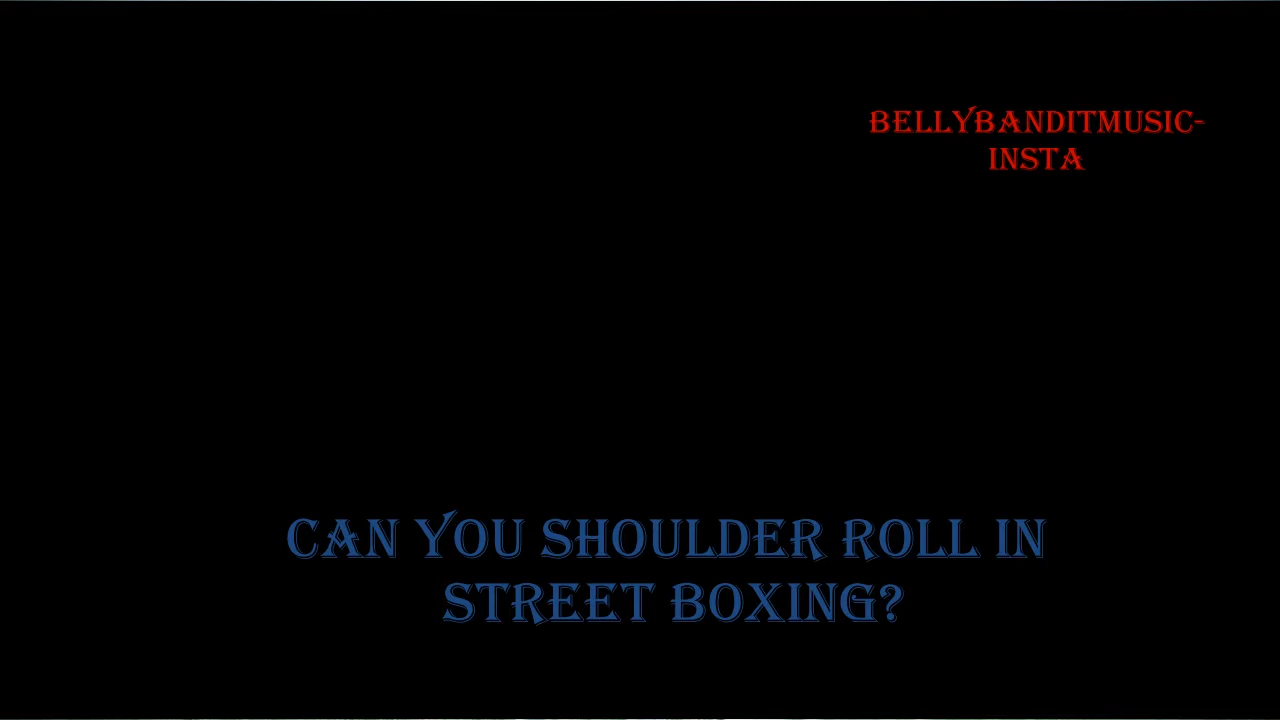 BELLYBANDITMUSIC-
INSTA
CAN YOU SHOULDER ROLL IN
STREET BOXING?